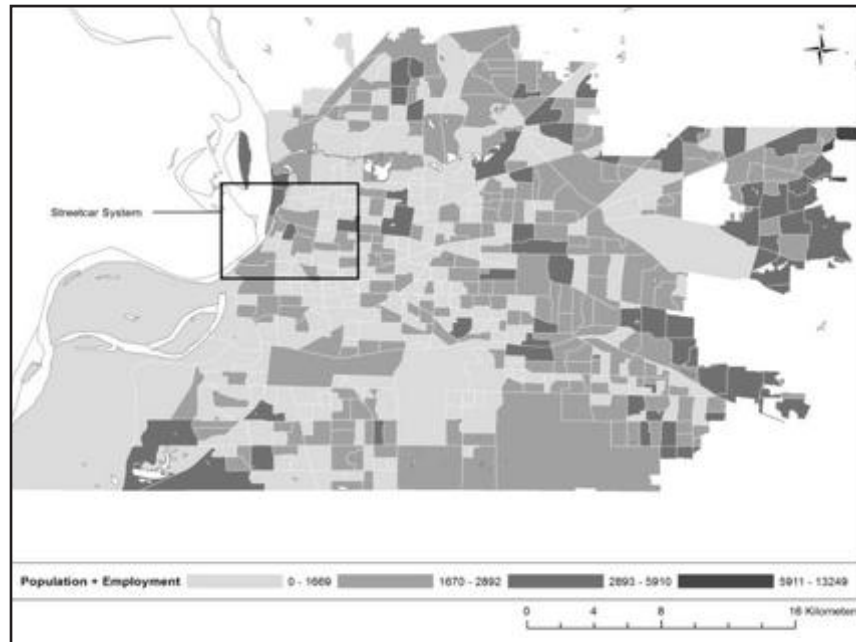 N
Streetcar System
Population + Employment 0 - 1669 1670 - 2892 2893 - 5910 5911 - 13249
0 4 8 16 Kilometers